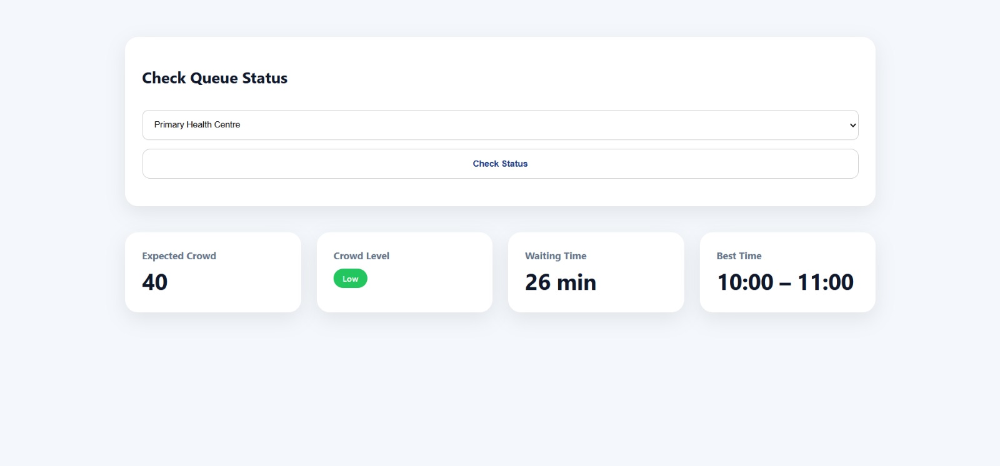 Check Queue Status
Primary Health Centre
Check Status
Expected Crowd
40
Crowd Level
Low
Waiting Time
26 min
Best Time
10:00 – 11:00